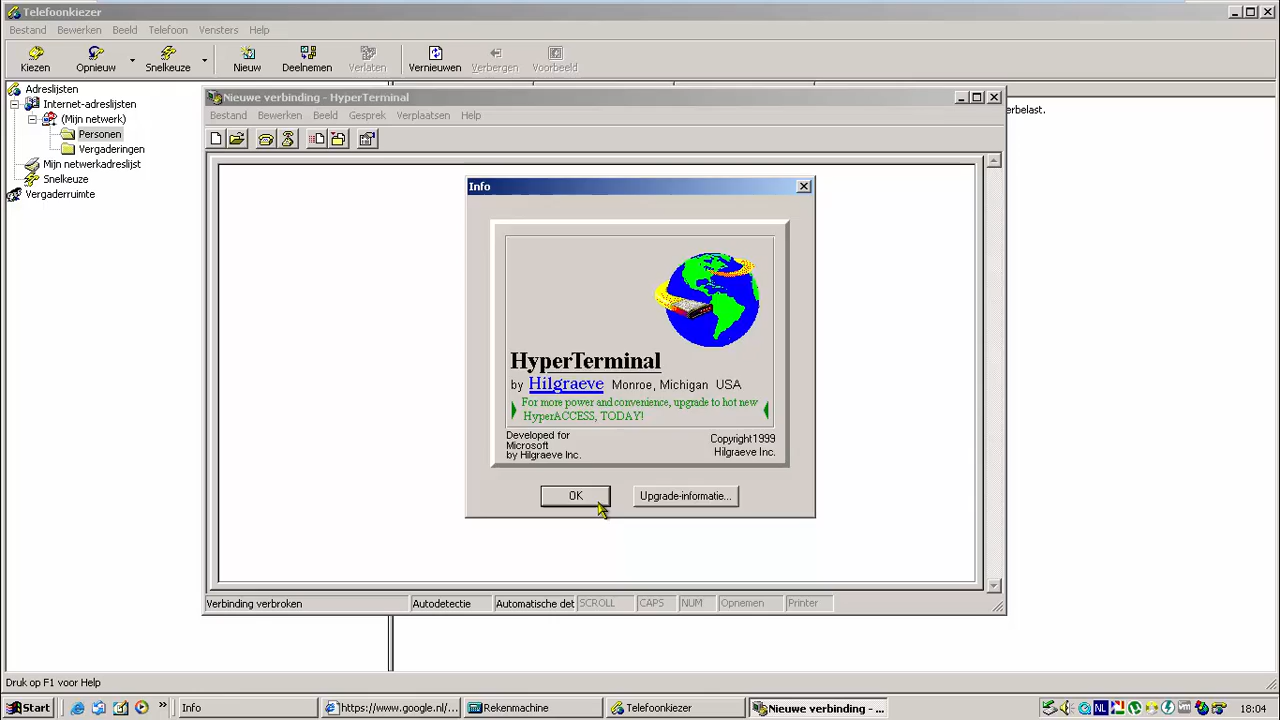 Telefoonkiezer
Bestand Bewerken Beeld Telefoon Vensters Help
Kiezen Opnieuw Snelkeuze Nieuw Deelnemen Verlaten Vernieuwen Verbergen Voorbeeld
Adreslijsten
Internet-adreslijsten
(Mijn netwerk)
Personen
Vergaderingen
Mijn netwerkadreslijst
Snelkeuze
Vergaderruimte
erbelast.
Nieuwe verbinding - HyperTerminal
Bestand Bewerken Beeld Gesprek Verplaatsen Help
Info
HyperTerminal
by Hilgraeve Monroe, Michigan USA
For more power and convenience, upgrade to hot new
HyperACCESS, TODAY!
Developed for
Microsoft
by Hilgraeve Inc.
Copyright1999
Hilgraeve Inc.
OK Upgrade-informatie...
Verbinding verbroken Autodetectie Automatische det SCROLL CAPS NUM Opnemen Printer
Druk op F1 voor Help
Start Info https://www.google.nl/... Rekenmachine Telefoonkiezer Nieuwe verbinding - ... NL 18:04